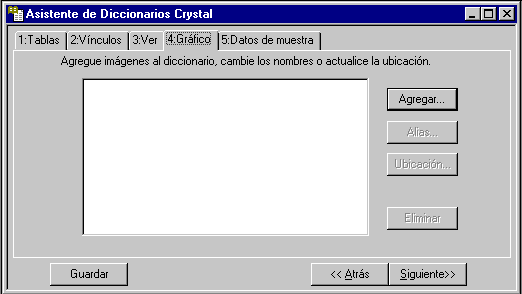 Asistente de Diccionarios Crystal
1:Tablas 2:Vínculos 3:Ver 4:Gráfico 5:Datos de muestra
Agregue imágenes al diccionario, cambie los nombres o actualice la ubicación.
Agregar...
Alias...
Ubicación...
Eliminar
Guardar << Atrás Siguiente>>